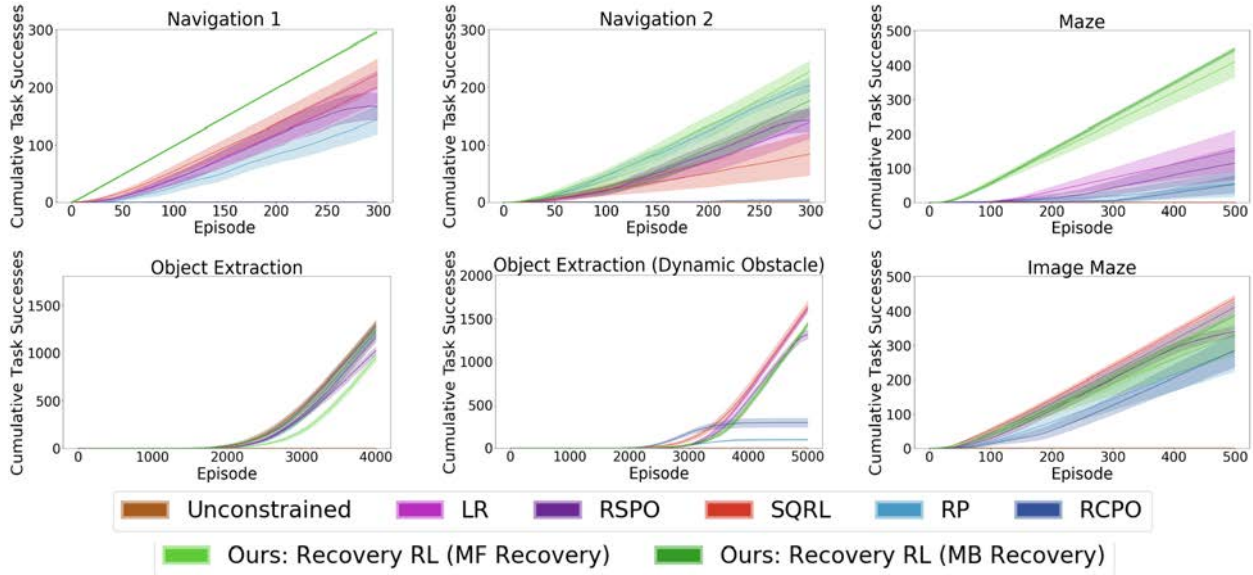 Navigation 1
Cumulative Task Successes
300
200
100
0
0 50 100 150 200 250 300
Episode
Navigation 2
Cumulative Task Successes
300
200
100
0
0 50 100 150 200 250 300
Episode
Maze
Cumulative Task Successes
500
400
300
200
100
0
0 100 200 300 400 500
Episode
Object Extraction
Cumulative Task Successes
1500
1000
500
0
0 1000 2000 3000 4000
Episode
Object Extraction (Dynamic Obstacle)
Cumulative Task Successes
2000
1500
1000
500
0
0 1000 2000 3000 4000 5000
Episode
Image Maze
Cumulative Task Successes
500
400
300
200
100
0
0 100 200 300 400 500
Episode
Unconstrained LR RSPO SQRL RP RCPO
Ours: Recovery RL (MF Recovery) Ours: Recovery RL (MB Recovery)